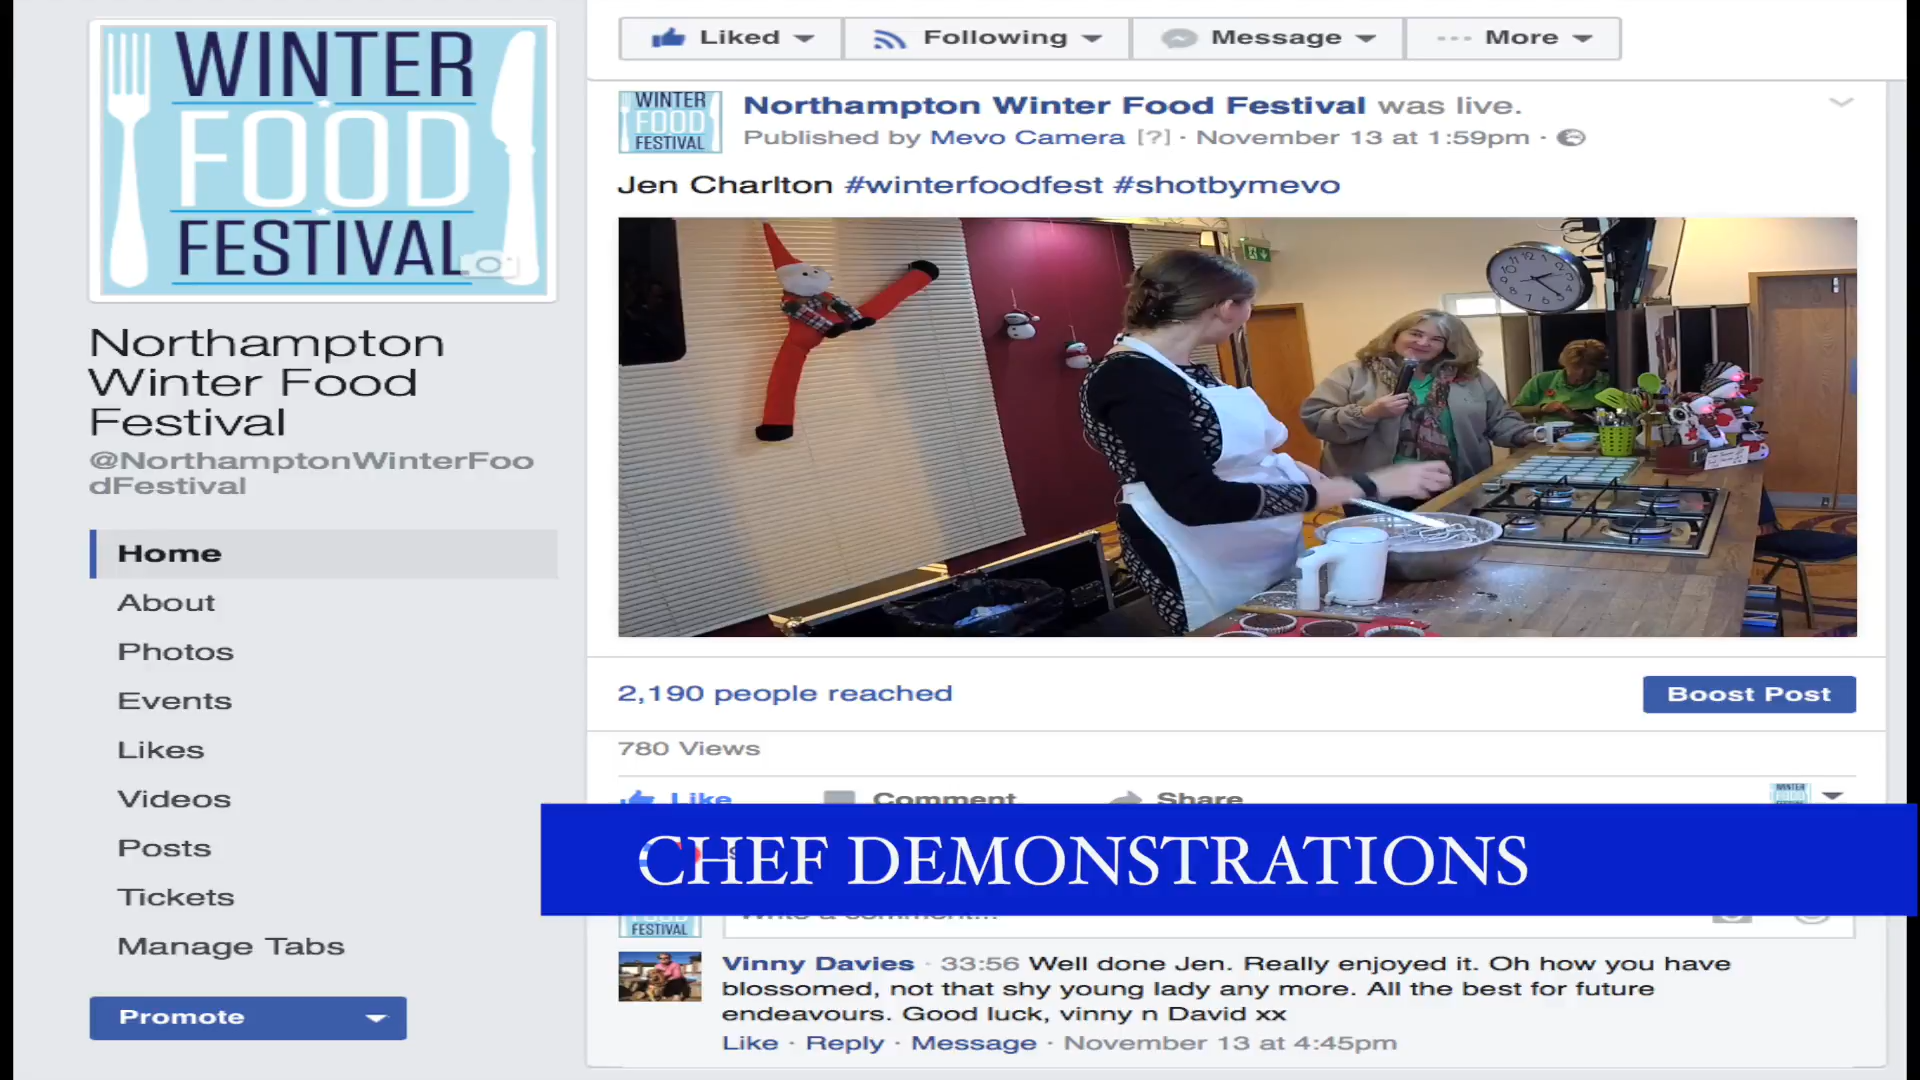 WINTER
FOOD
FESTIVAL
Northampton
Winter Food
Festival
@NorthamptonWinterFoo
dFestival
Home
About
Photos
Events
Likes
Videos
Posts
Tickets
Manage Tabs
Promote
Liked
Following
Message
More
WINTER
FOOD
FESTIVAL
Northampton Winter Food Festival was live.
Published by Mevo Camera [?] · November 13 at 1:59pm ·
Jen Charlton #winterfoodfest #shotbymevo
2,190 people reached
Boost Post
780 Views
Like
Comment
Share
CHEF DEMONSTRATIONS
Write a comment...
FESTIVAL
Vinny Davies · 33:56 Well done Jen. Really enjoyed it. Oh how you have
blossomed, not that shy young lady any more. All the best for future
endeavours. Good luck, vinny n David xx
Like · Reply · Message · November 13 at 4:45pm